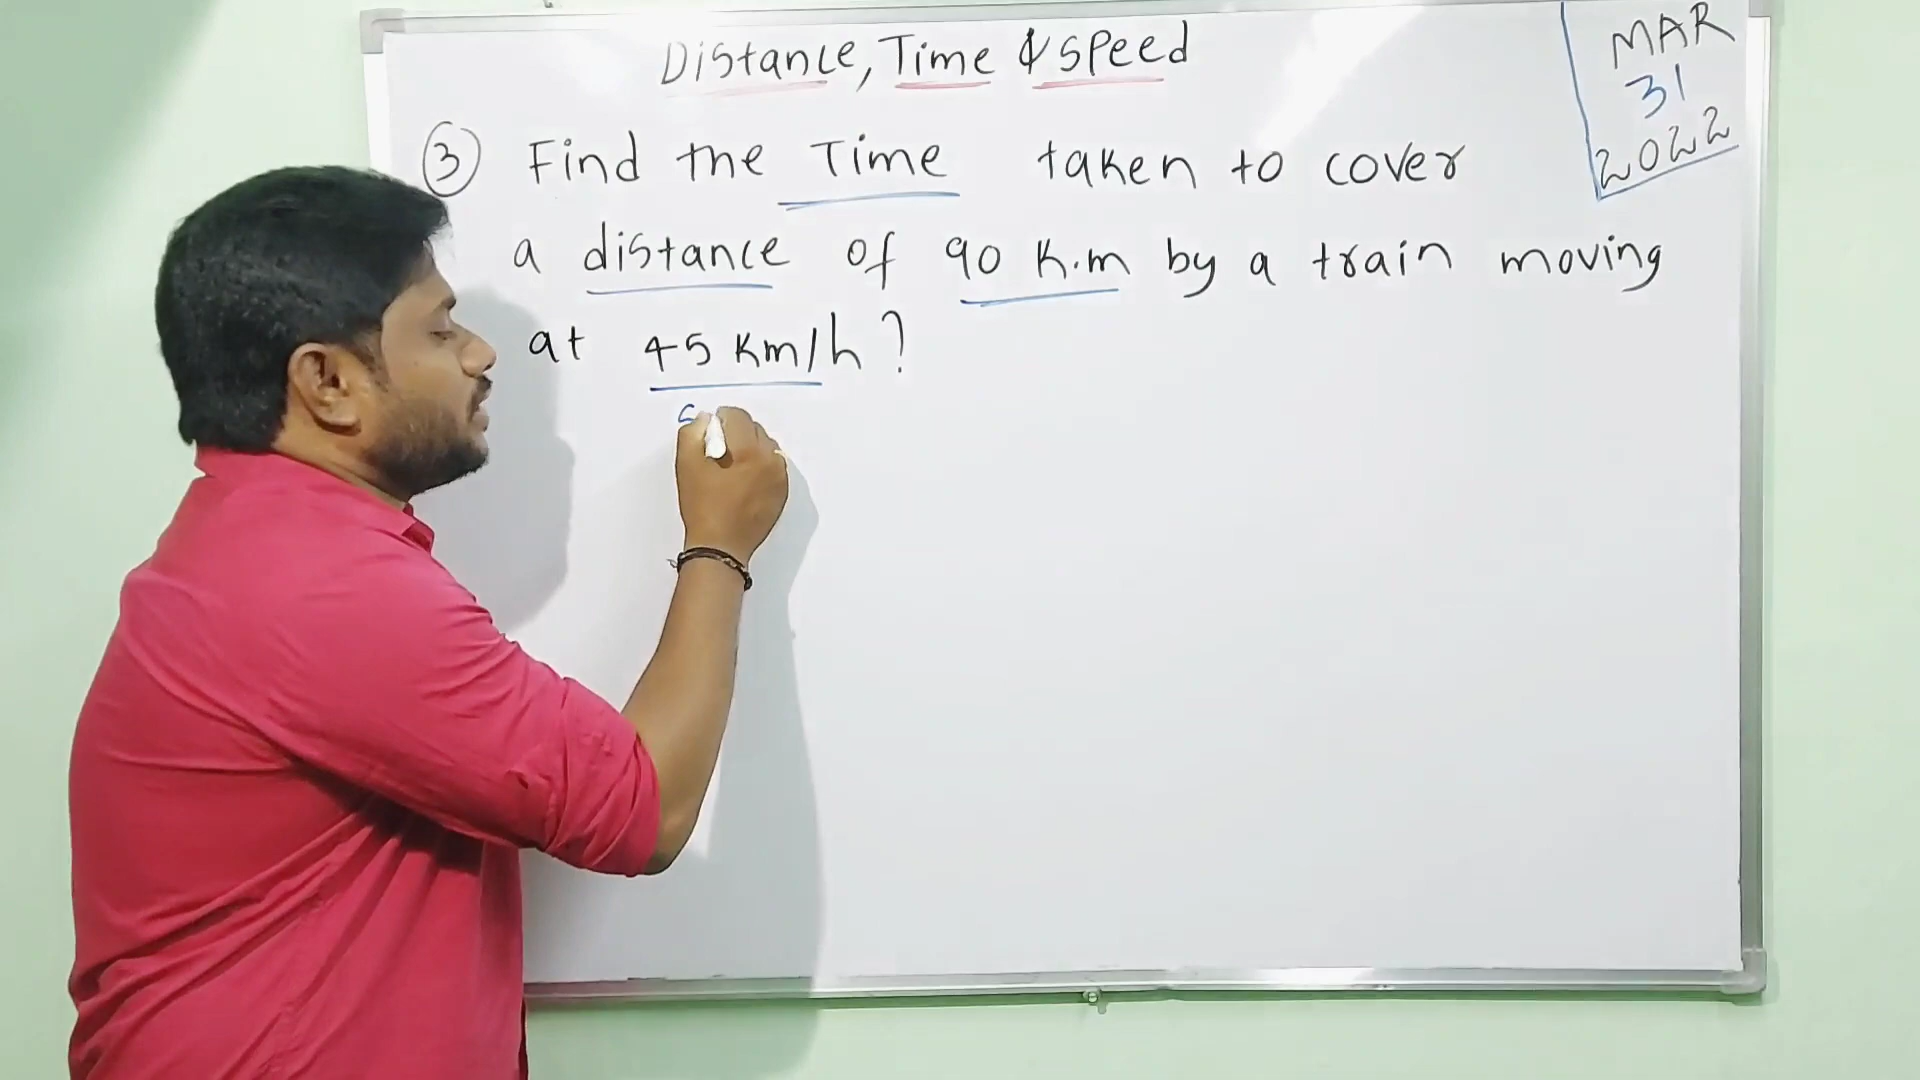 Distance, Time & Speed
MAR
31
2022
③ Find the Time taken to cover
a distance of 90 K.m by a train moving
at 45 Km/h?
S